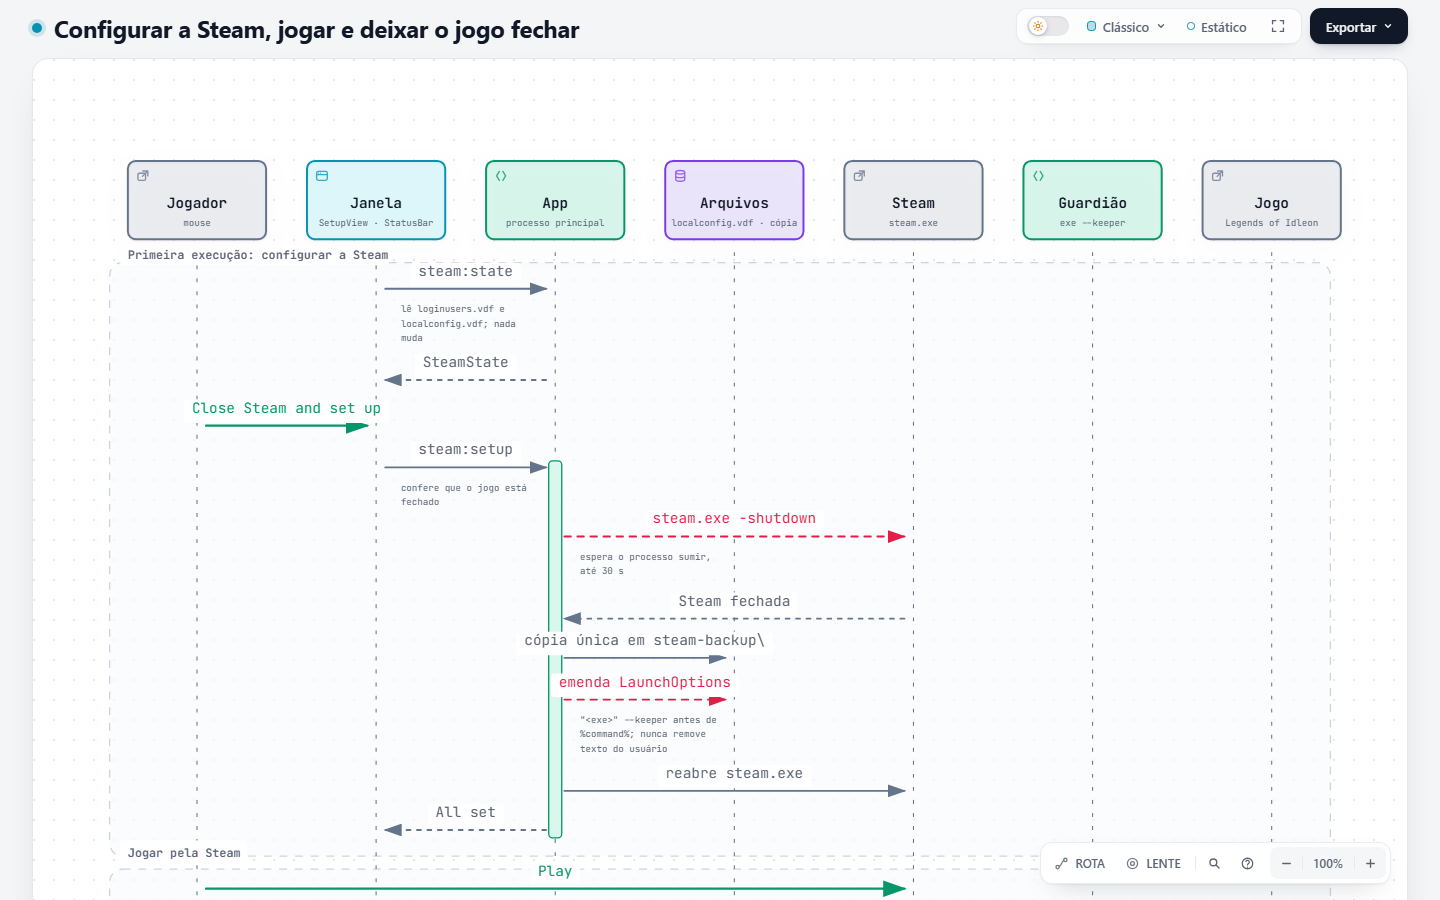 Configurar a Steam, jogar e deixar o jogo fechar
Clássico
Estático
Exportar
Jogador
mouse
Janela
SetupView · StatusBar
App
processo principal
Arquivos
localconfig.vdf · cópia
Steam
steam.exe
Guardião
exe --keeper
Jogo
Legends of Idleon
Primeira execução: configurar a Steam
steam:state
lê loginusers.vdf e
localconfig.vdf; nada
muda
SteamState
Close Steam and set up
steam:setup
confere que o jogo está
fechado
steam.exe -shutdown
espera o processo sumir,
até 30 s
Steam fechada
cópia única em steam-backup\
emenda LaunchOptions
"<exe>" --keeper antes de
%command%; nunca remove
texto do usuário
reabre steam.exe
All set
Jogar pela Steam
Play
ROTA
LENTE
100%